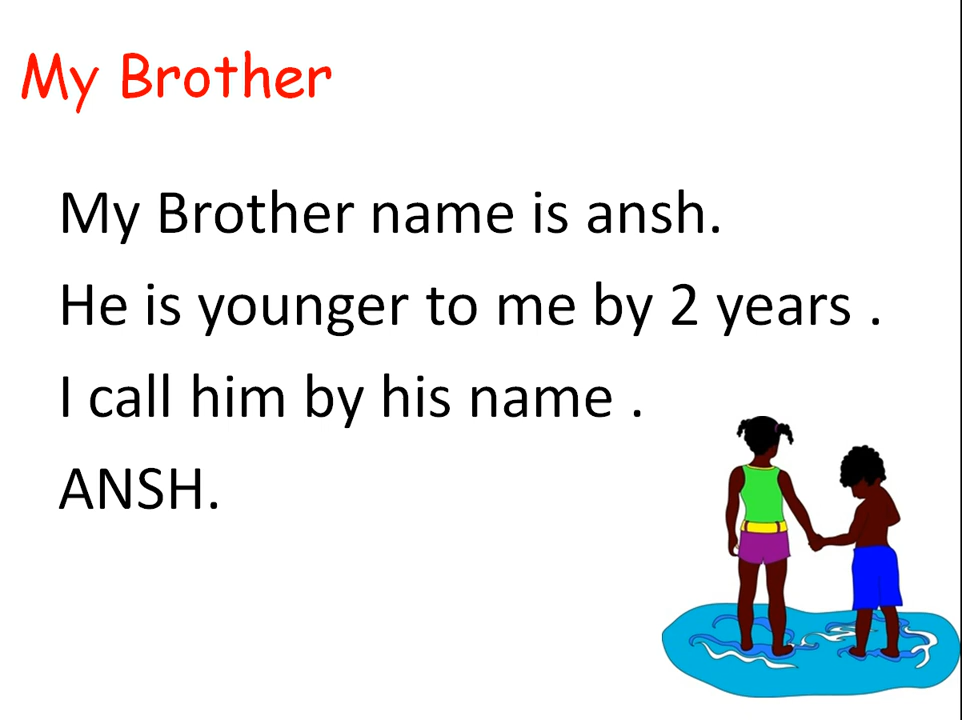 My Brother
My Brother name is ansh.
He is younger to me by 2 years .
I call him by his name .
ANSH.